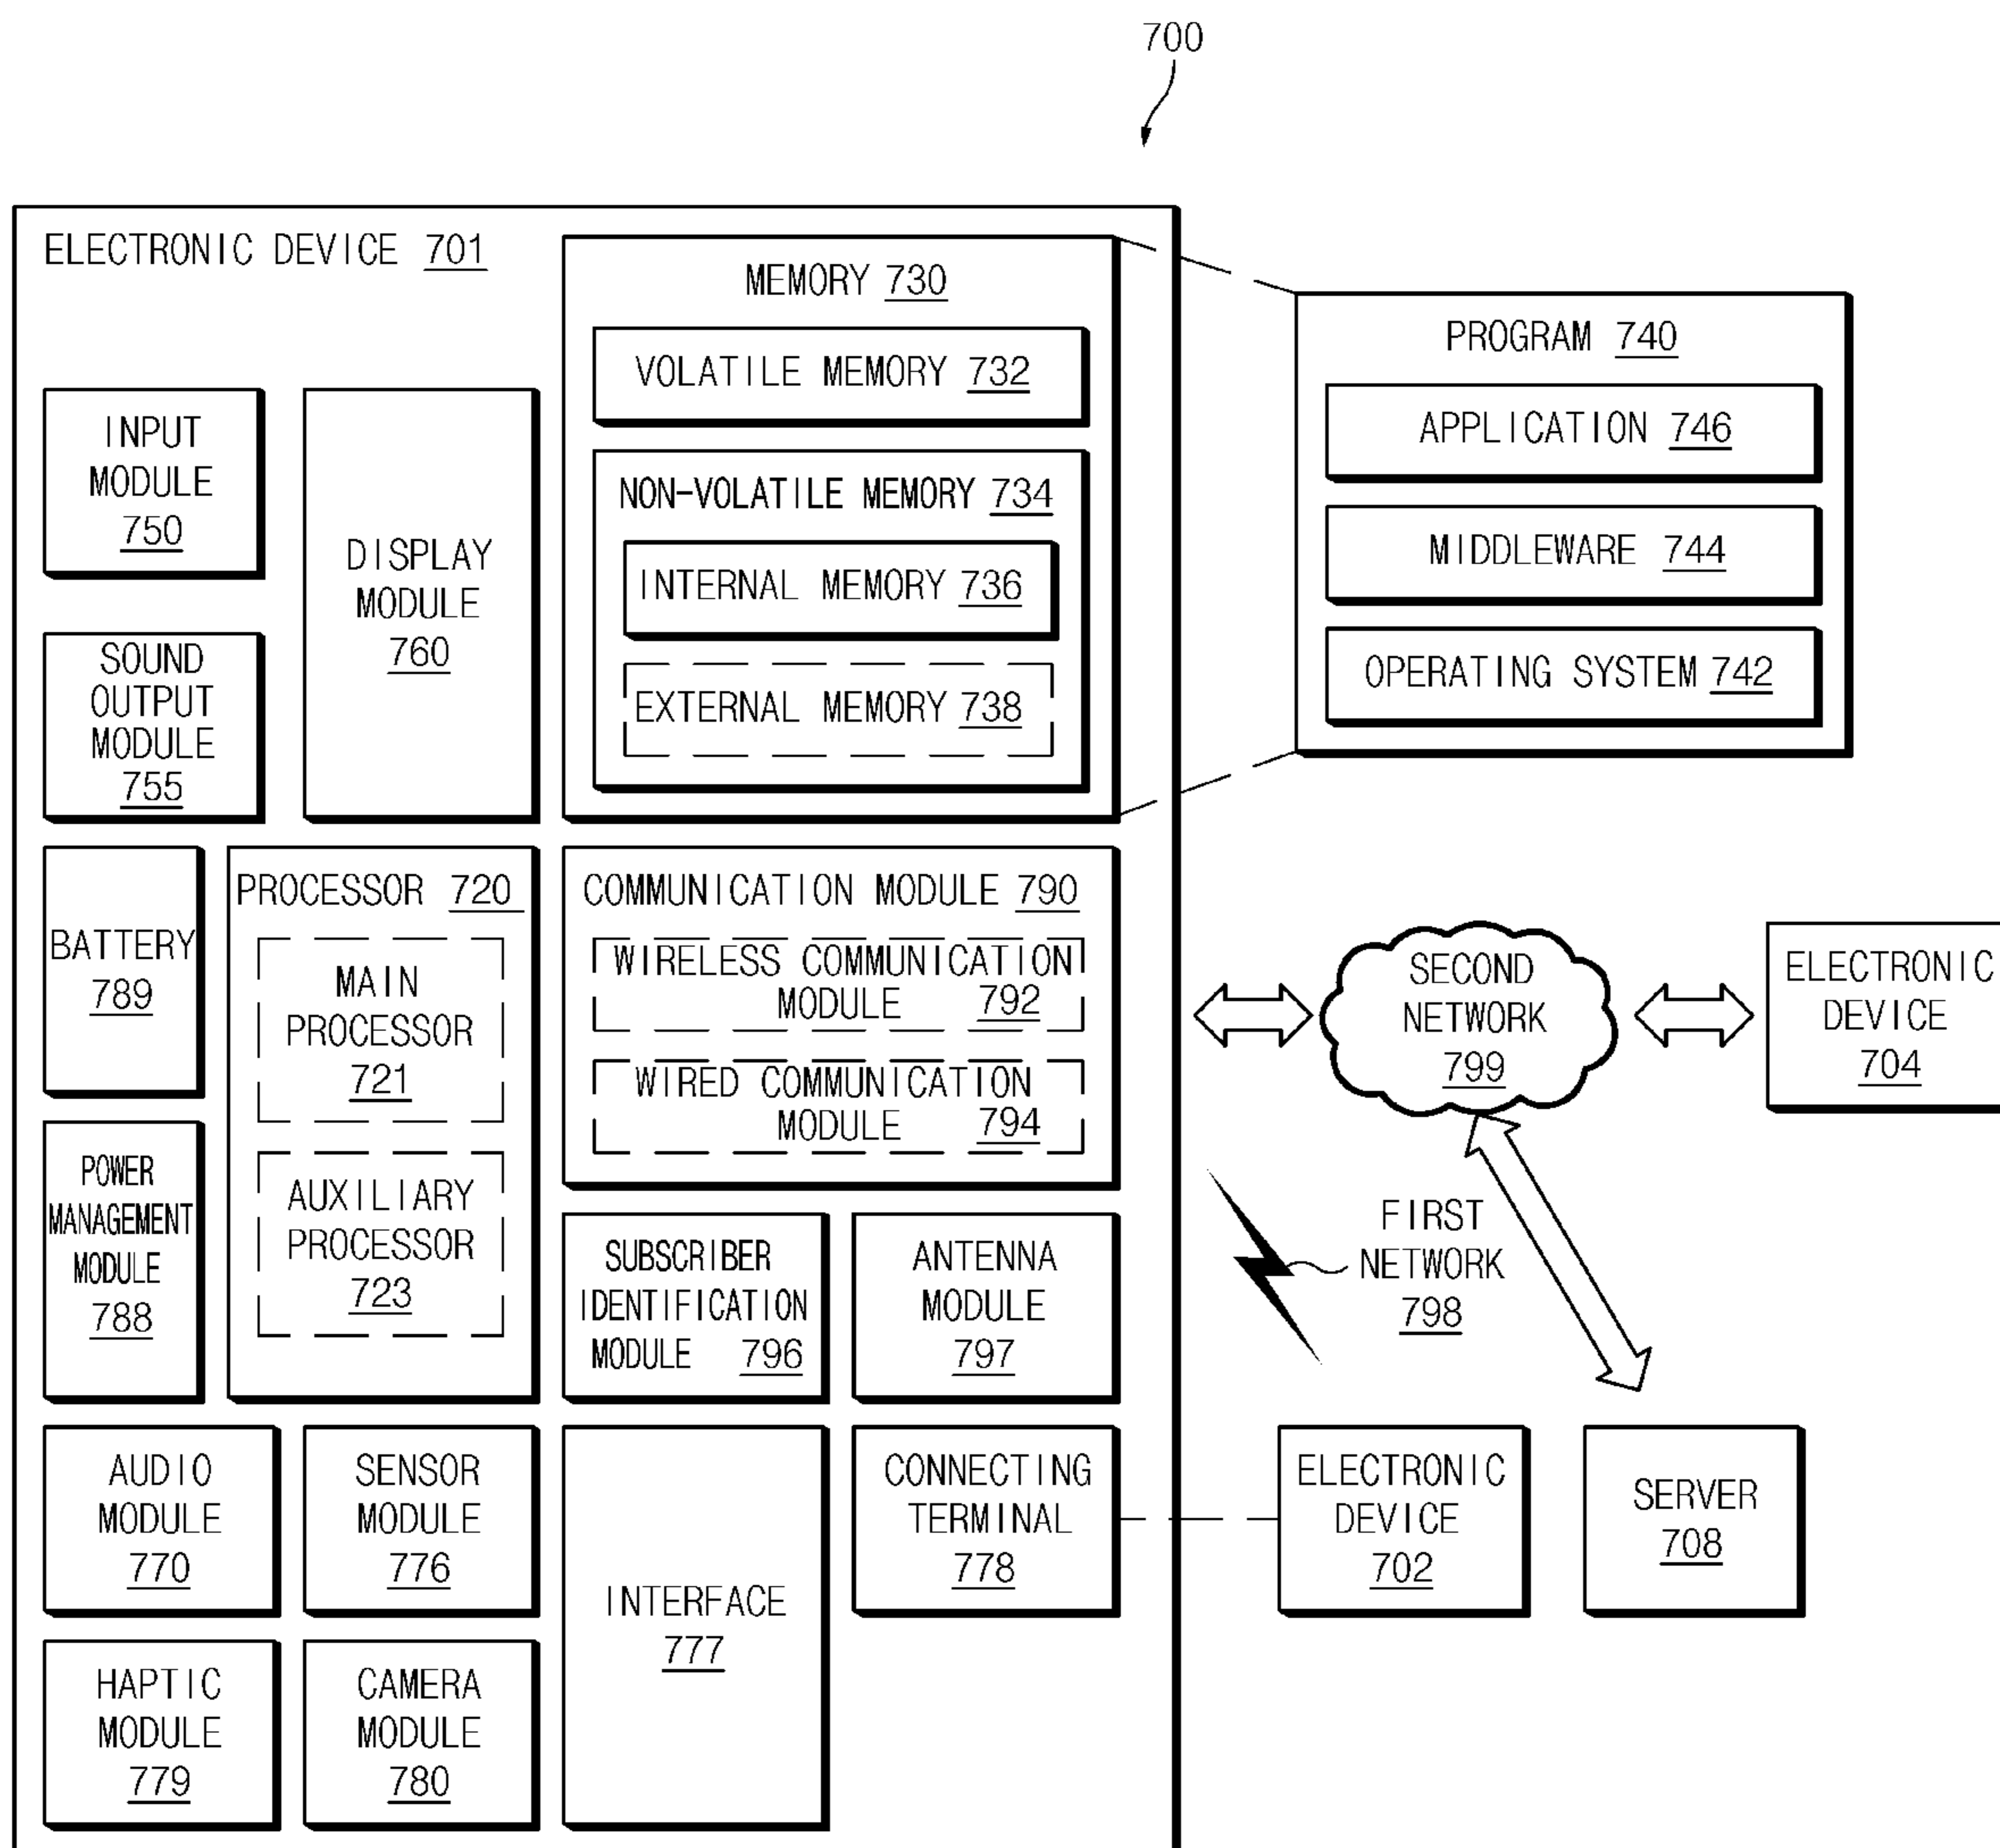 700
ELECTRONIC DEVICE 701
MEMORY 730
VOLATILE MEMORY 732
NON-VOLATILE MEMORY 734
INTERNAL MEMORY 736
EXTERNAL MEMORY 738
PROGRAM 740
APPLICATION 746
MIDDLEWARE 744
OPERATING SYSTEM 742
INPUT
MODULE
750
SOUND
OUTPUT
MODULE
755
DISPLAY
MODULE
760
BATTERY
789
POWER
MANAGEMENT
MODULE
788
PROCESSOR 720
MAIN
PROCESSOR
721
AUXILIARY
PROCESSOR
723
COMMUNICATION MODULE 790
WIRELESS COMMUNICATION
MODULE 792
WIRED COMMUNICATION
MODULE 794
SUBSCRIBER
IDENTIFICATION
MODULE 796
ANTENNA
MODULE
797
SECOND
NETWORK
799
ELECTRONIC
DEVICE
704
FIRST
NETWORK
798
AUDIO
MODULE
770
SENSOR
MODULE
776
INTERFACE
777
CONNECTING
TERMINAL
778
ELECTRONIC
DEVICE
702
SERVER
708
HAPTIC
MODULE
779
CAMERA
MODULE
780